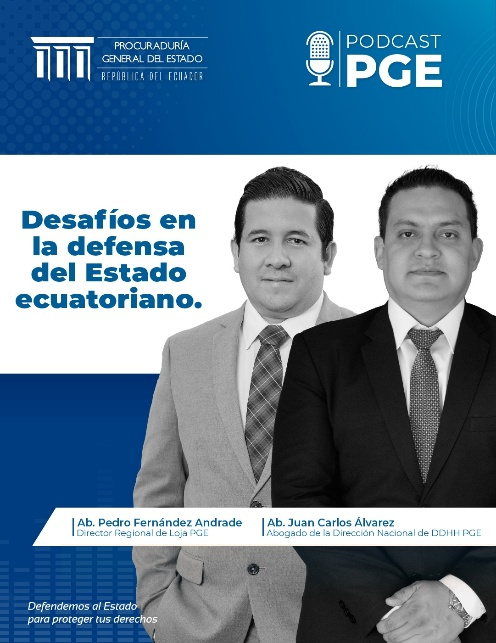 PROCURADURÍA
GENERAL DEL ESTADO
REPÚBLICA DEL ECUADOR
PODCAST
PGE
Desafíos en
la defensa
del Estado
ecuatoriano.
Ab. Pedro Fernández Andrade
Director Regional de Loja PGE
Ab. Juan Carlos Álvarez
Abogado de la Dirección Nacional de DDHH PGE
Defendemos al Estado
para proteger tus derechos